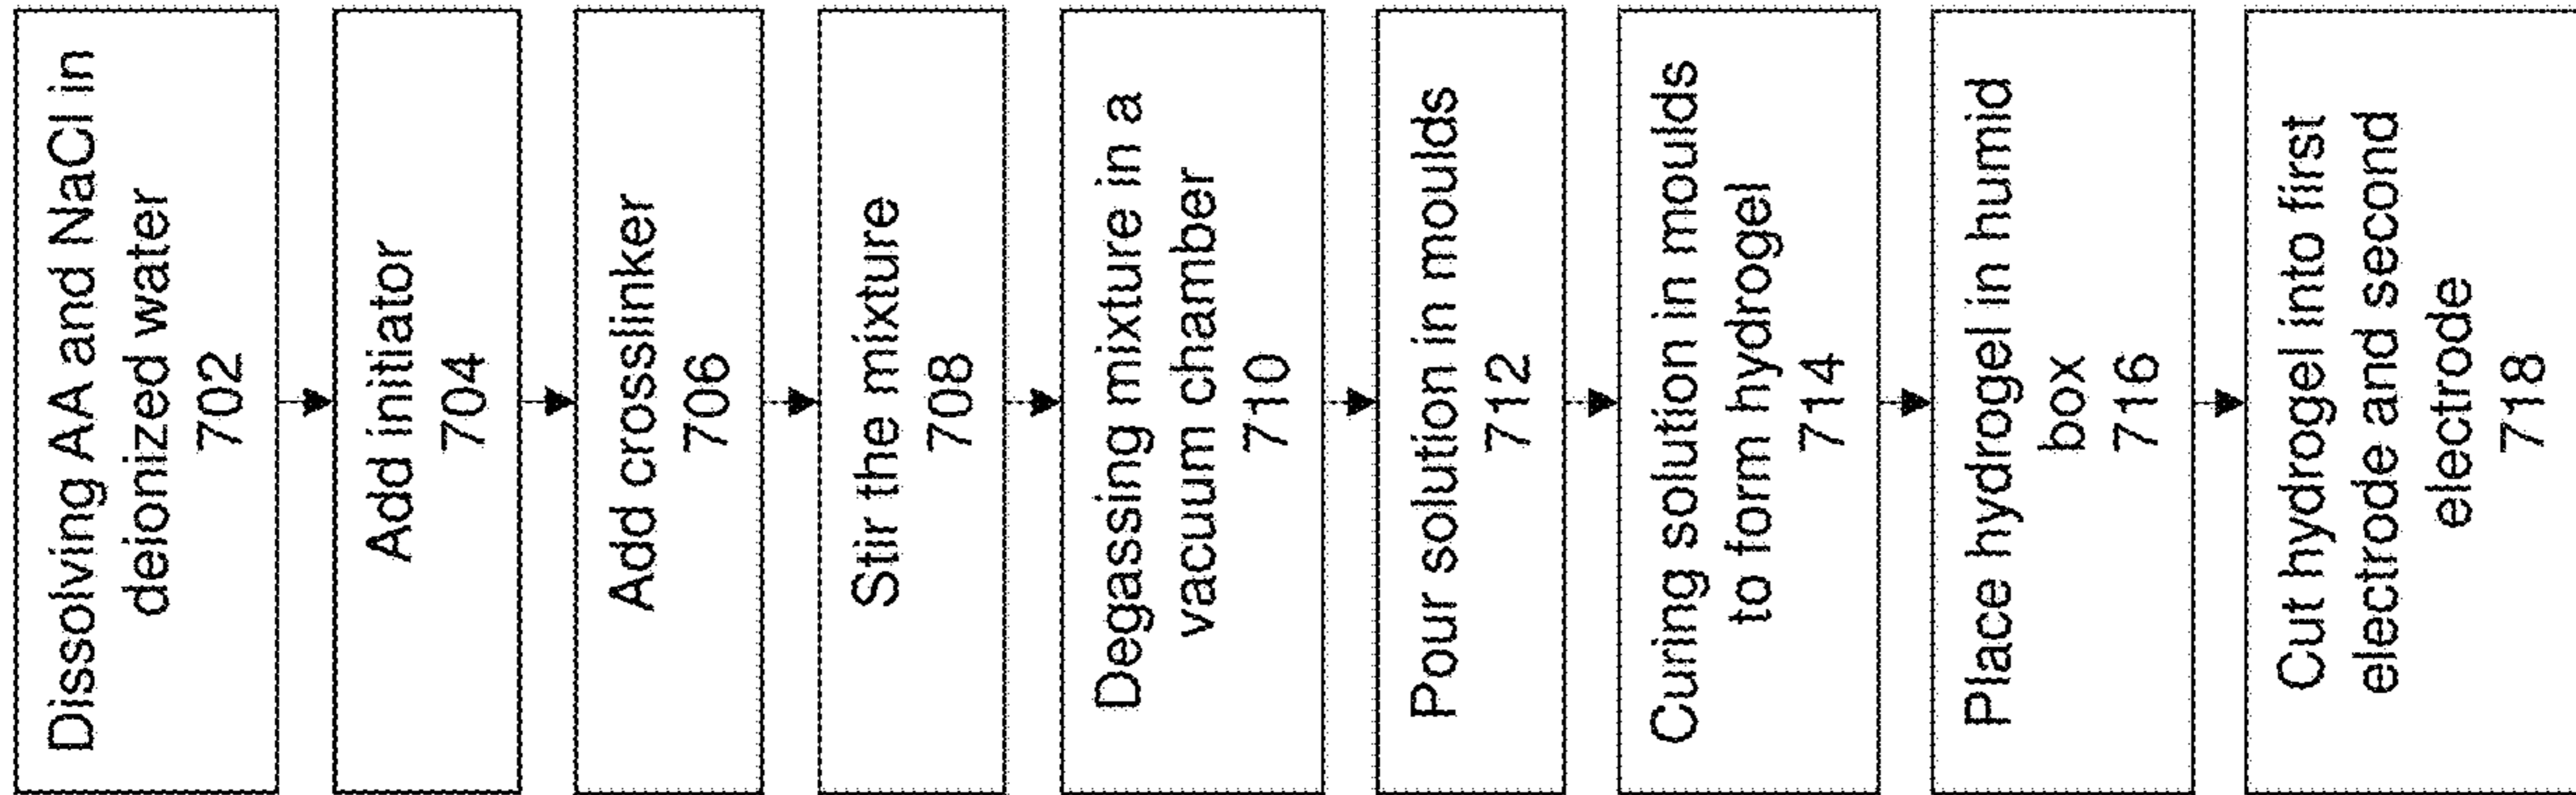 Dissolving AA and NaCl in
deionized water
702
Add initiator
704
Add crosslinker
706
Stir the mixture
708
Degassing mixture in a
vacuum chamber
710
Pour solution in moulds
712
Curing solution in moulds
to form hydrogel
714
Place hydrogel in humid
box
716
Cut hydrogel into first
electrode and second
electrode
718